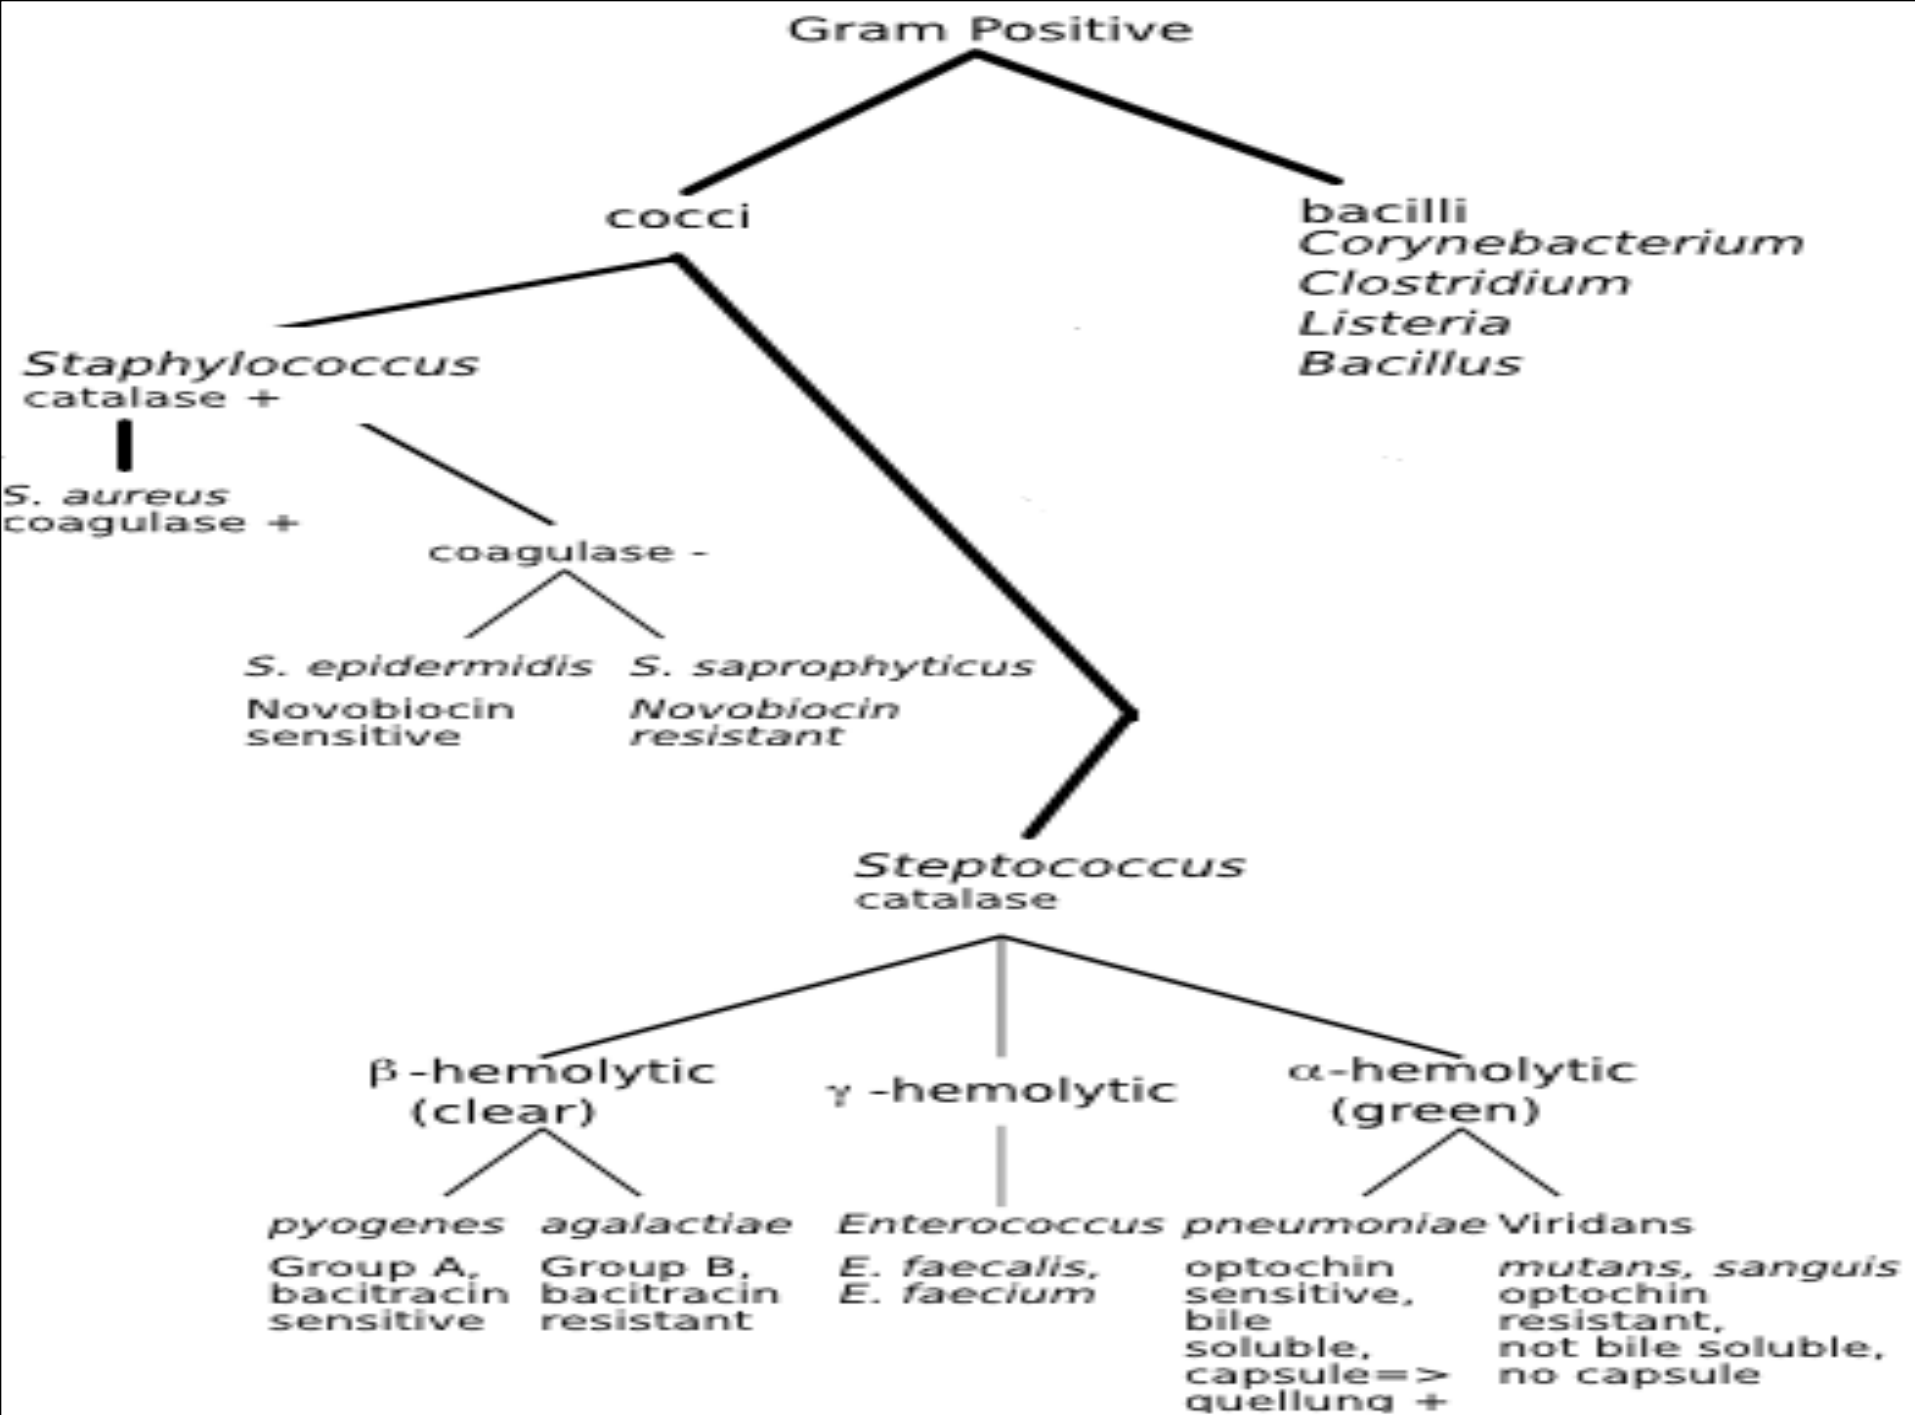 Gram Positive
cocci
bacilli
Corynebacterium
Clostridium
Listeria
Bacillus
Staphylococcus
catalase +
S. aureus
coagulase +
coagulase -
S. epidermidis
Novobiocin
sensitive
S. saprophyticus
Novobiocin
resistant
Steptococcus
catalase
β-hemolytic
(clear)
γ -hemolytic
α-hemolytic
(green)
pyogenes
Group A,
bacitracin
sensitive
agalactiae
Group B,
bacitracin
resistant
Enterococcus
E. faecalis,
E. faecium
pneumoniae
optochin
sensitive,
bile
soluble,
capsule=>
quellung +
Viridans
mutans, sanguis
optochin
resistant,
not bile soluble,
no capsule